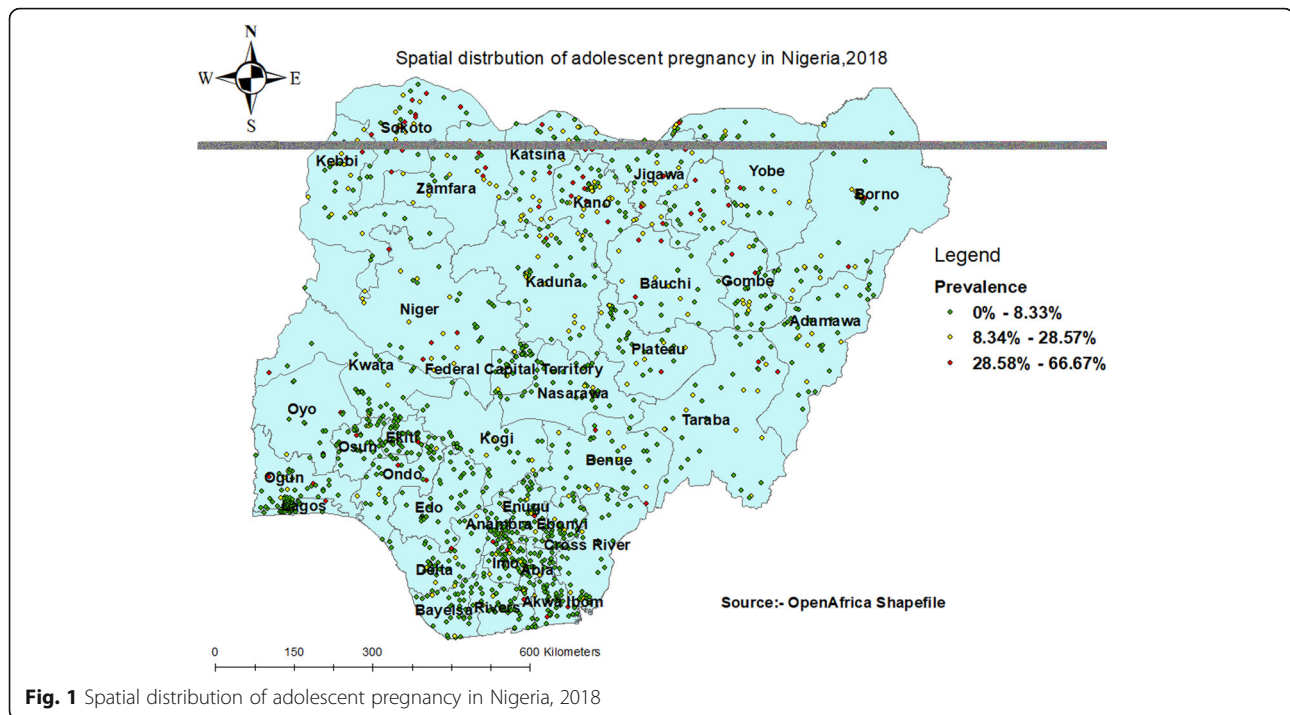 N
W E
S
Spatial distrbution of adolescent pregnancy in Nigeria,2018
Sokoto
Kebbi
Katsina
Zamfara
Jigawa
Yobe
Kano
Borno
Kaduna
Bauchi
Gombe
Niger
Adamawa
Plateau
Kwara
Federal Capital Territory
Nasarawa
Oyo
Taraba
Ekiti
Osun
Kogi
Benue
Ogun
Ondo
Lagos
Edo
Enugu
Anambra Ebonyi
Cross River
Imo
Abia
Delta
Bayelsa
Rivers
Akwa Ibom
Legend
Prevalence
0% - 8.33%
8.34% - 28.57%
28.58% - 66.67%
Source:- OpenAfrica Shapefile
0 150 300 600 Kilometers
Fig. 1 Spatial distribution of adolescent pregnancy in Nigeria, 2018